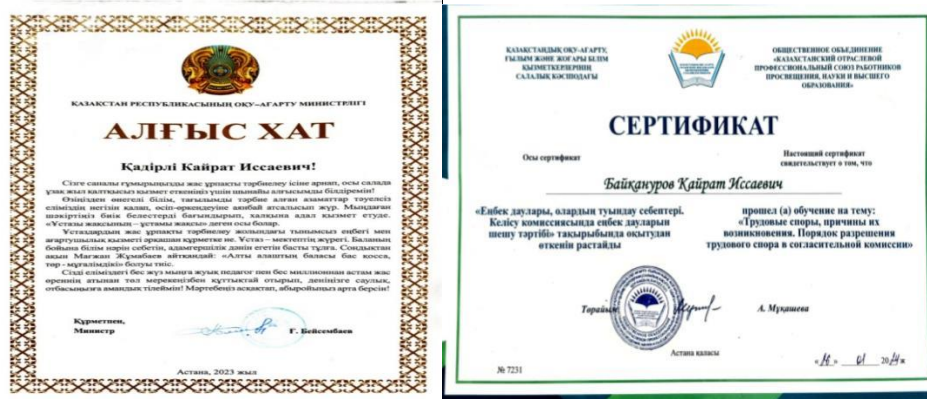 ҚАЗАҚСТАН РЕСПУБЛИКАСЫНЫҢ ОҚУ-АҒАРТУ МИНИСТРЛІГІ
АЛҒЫС ХАТ
Қадірлі Кайрат Иссаевич!
Сізге саналы ғұмырыңызды жас ұрпақты тәрбиелеу ісіне арнап, осы салада
ұзақ жыл қалтқысыз қызмет еткеніңіз үшін шынайы алғысымды білдіремін!
Өзіңізден өнегелі білім, тағылымды тәрбие алған азаматтар тәуелсіз
еліміздің негізін қалап, өсіп-өркендеуіне аянбай атсалысып жүр. Мыңдаған
шәкіртіңіз биік белестерді бағындырып, халқына адал қызмет етуде.
«Ұстазы жақсының – ұстамы жақсы» деген осы болар.
Ұстаздардың жас ұрпақты тәрбиелеу жолындағы тынымсыз еңбегі мен
ағартушылық қызметі әрқашан құрметке ие. Ұстаз – мектептің жүрегі. Баланың
бойына білім нәрін себетін, адамгершілік дәнін егетін басты тұлға. Сондықтан
ақын Мағжан Жұмабаев айтқандай: «Алты алаштың баласы бас қосса,
төр - мұғалімдікі» болуы тиіс.
Сізді еліміздегі бес жүз мыңға жуық педагог пен бес миллионнан астам жас
өреннің атынан төл мерекеңізбен құттықтай отырып, деніңізге саулық,
отбасыңызға амандық тілеймін! Мәртебеңіз асқақтап, абыройыңыз арта берсін!
Құрметпен,
Министр Ғ. Бейсембаев
Астана, 2023 жыл
ҚАЗАҚСТАНДЫҚ ОҚУ-АҒАРТУ,
ҒЫЛЫМ ЖӘНЕ ЖОҒАРЫ БІЛІМ
ҚЫЗМЕТКЕРЛЕРІНІҢ
САЛАЛЫҚ КӘСІПОДАҒЫ
ОБЩЕСТВЕННОЕ ОБЪЕДИНЕНИЕ
«КАЗАХСТАНСКИЙ ОТРАСЛЕВОЙ
ПРОФЕССИОНАЛЬНЫЙ СОЮЗ РАБОТНИКОВ
ПРОСВЕЩЕНИЯ, НАУКИ И ВЫСШЕГО
ОБРАЗОВАНИЯ»
СЕРТИФИКАТ
Осы сертификат
Настоящий сертификат
свидетельствует о том, что
Байкануров Қайрат Иссаевич
«Еңбек даулары, олардың туындау себептері.
Келісу комиссиясында еңбек дауларын
шешу тәртібі» тақырыбында оқытудан
өткенін растайды
прошел (а) обучение на тему:
«Трудовые споры, причины их
возникновения. Порядок разрешения
трудового спора в согласительной комиссии»
Төрайым А. Мұқашева
Астана қаласы
№ 7231
«16» 01 2024 ж